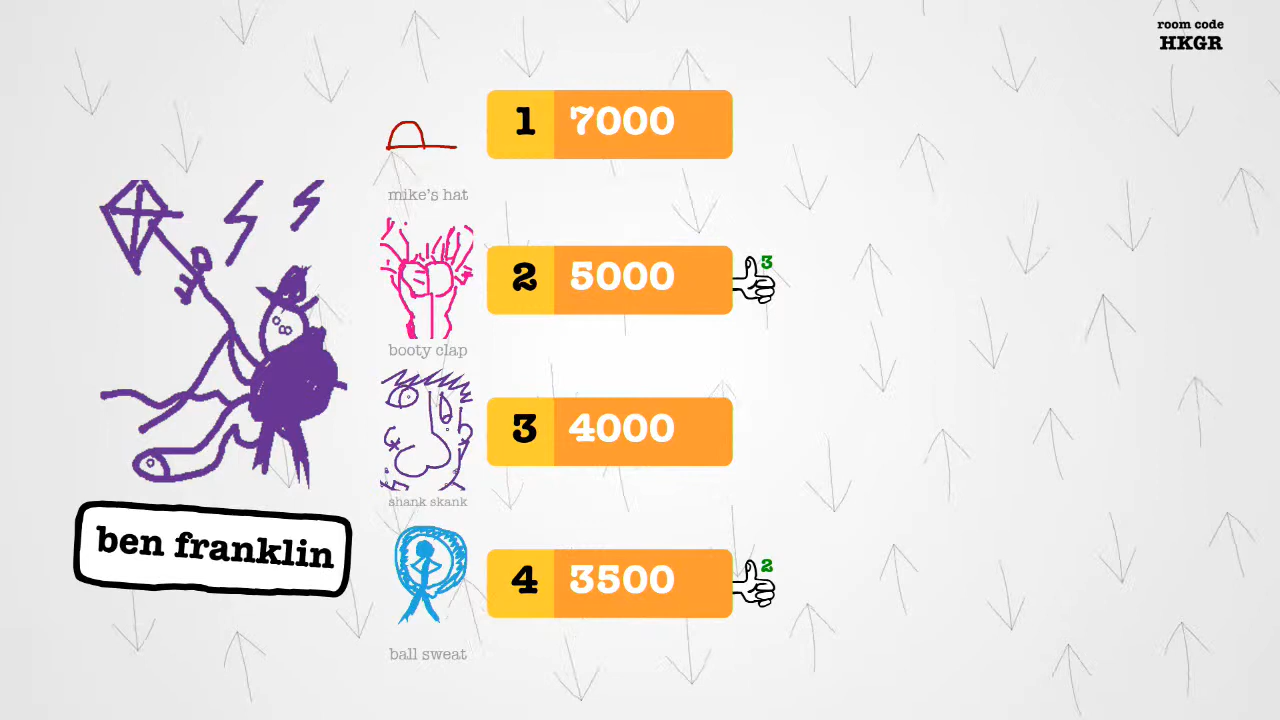 room code
HKGR
1 7000
mike's hat
2 5000
3
booty clap
3 4000
shank skank
ben franklin
4 3500
2
ball sweat